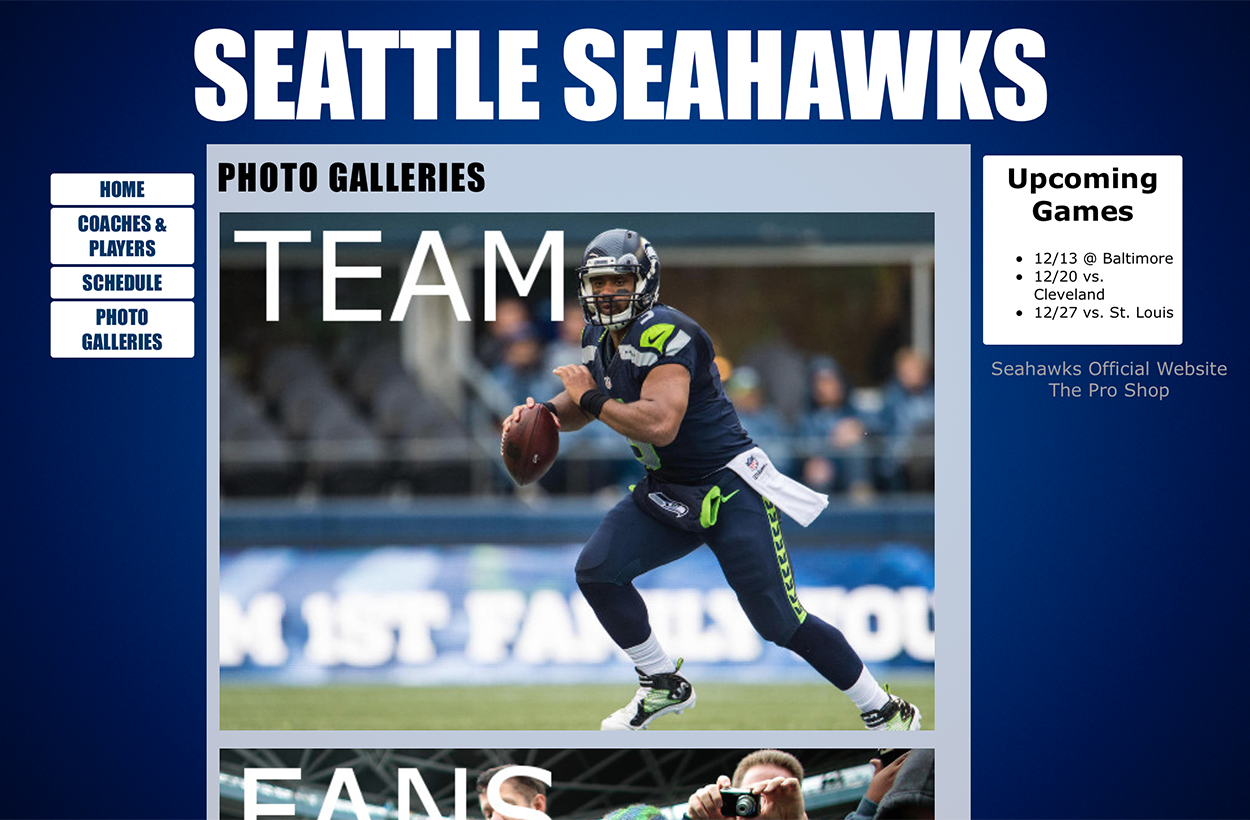 SEATTLE SEAHAWKS
HOME
COACHES &
PLAYERS
SCHEDULE
PHOTO
GALLERIES
PHOTO GALLERIES
TEAM
1ST FAMILY
FANS
Upcoming
Games
• 12/13 @ Baltimore
• 12/20 vs.
Cleveland
• 12/27 vs. St. Louis
Seahawks Official Website
The Pro Shop